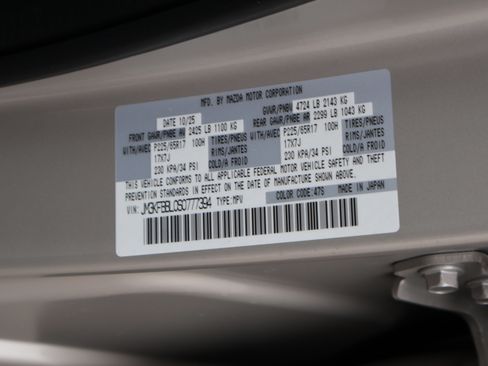 MFD. BY MAZDA MOTOR CORPORATION
DATE 10/25 GVWR/PNBV 4724 LB 2143 KG
FRONT GAWR/PNBE AR 2425 LB 1100 KG REAR GAWR/PNBE AR 2299 LB 1043 KG
WITH/AVEC P225/65R17 100H TIRES/PNEUS WITH/AVEC P225/65R17 100H TIRES/PNEUS
17X7J RIMS/JANTES 17X7J RIMS/JANTES
230 KPA/34 PSI COLD/A FROID 230 KPA/34 PSI COLD/A FROID
THIS VEHICLE CONFORMS TO ALL APPLICABLE FEDERAL MOTOR VEHICLE SAFETY AND THEFT
PREVENTION STANDARDS IN EFFECT ON THE DATE OF MANUFACTURE SHOWN ABOVE.
VIN: TYPE: MPV COLOR CODE: 47S MADE IN JAPAN